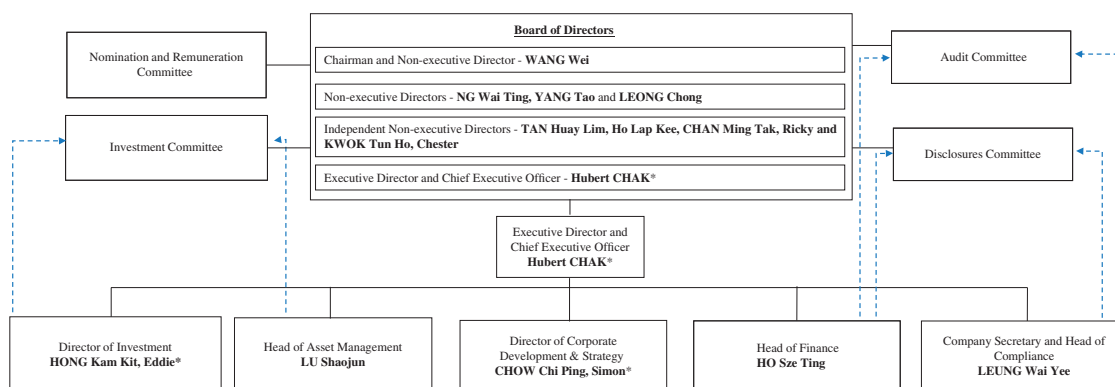 Board of Directors
Nomination and Remuneration
Committee
Chairman and Non-executive Director - WANG Wei
Audit Committee
Non-executive Directors - NG Wai Ting, YANG Tao and LEONG Chong
Investment Committee
Independent Non-executive Directors - TAN Huay Lim, Ho Lap Kee, CHAN Ming Tak, Ricky and
KWOK Tun Ho, Chester
Disclosures Committee
Executive Director and Chief Executive Officer - Hubert CHAK*
Executive Director and
Chief Executive Officer
Hubert CHAK*
Director of Investment
HONG Kam Kit, Eddie*
Head of Asset Management
LU Shaojun
Director of Corporate
Development & Strategy
CHOW Chi Ping, Simon*
Head of Finance
HO Sze Ting
Company Secretary and Head of
Compliance
LEUNG Wai Yee